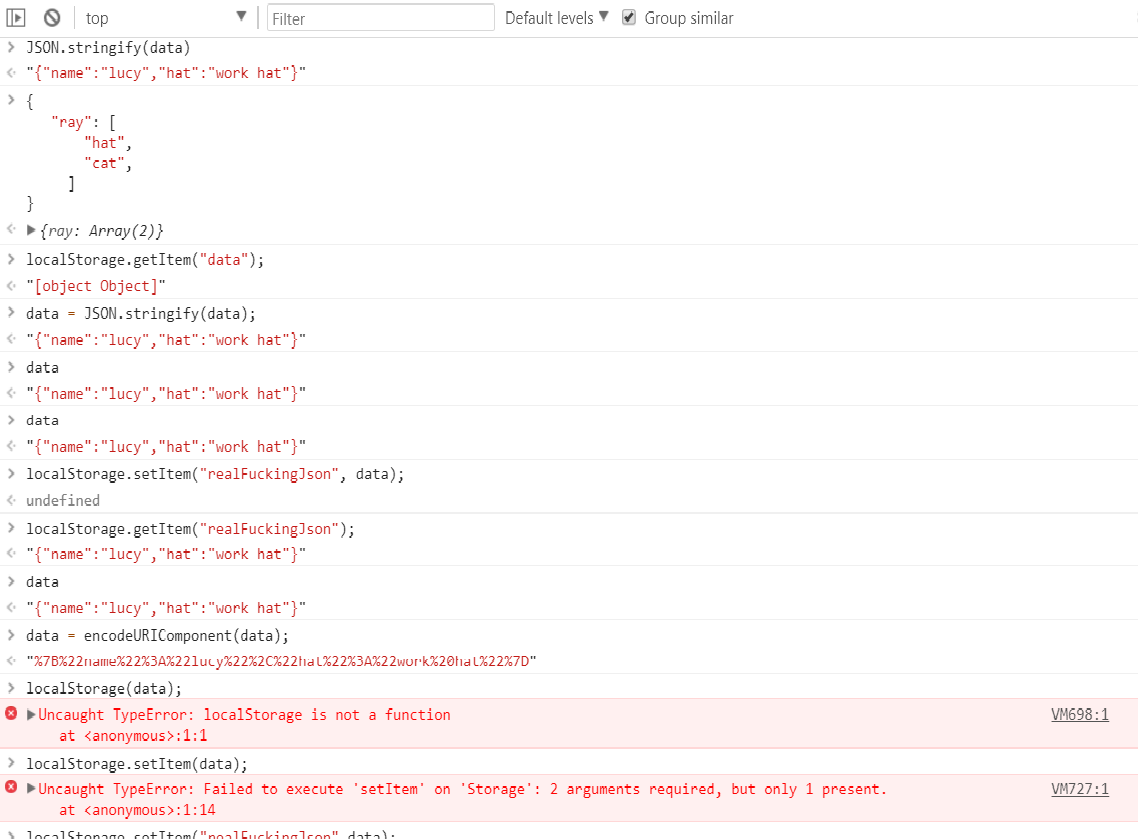 top Filter Default levels Group similar
JSON.stringify(data)
"{"name":"lucy","hat":"work hat"}"
{
"ray": [
"hat",
"cat",
]
}
{ray: Array(2)}
localStorage.getItem("data");
"[object Object]"
data = JSON.stringify(data);
"{"name":"lucy","hat":"work hat"}"
data
"{"name":"lucy","hat":"work hat"}"
data
"{"name":"lucy","hat":"work hat"}"
localStorage.setItem("realFuckingJson", data);
undefined
localStorage.getItem("realFuckingJson");
"{"name":"lucy","hat":"work hat"}"
data
"{"name":"lucy","hat":"work hat"}"
data = encodeURIComponent(data);
"%7B%22name%22%3A%22lucy%22%2C%22hat%22%3A%22work%20hat%22%7D"
localStorage(data);
Uncaught TypeError: localStorage is not a function VM698:1
at <anonymous>:1:1
localStorage.setItem(data);
Uncaught TypeError: Failed to execute 'setItem' on 'Storage': 2 arguments required, but only 1 present. VM727:1
at <anonymous>:1:14
localStorage.setItem("realFuckingJson",data);